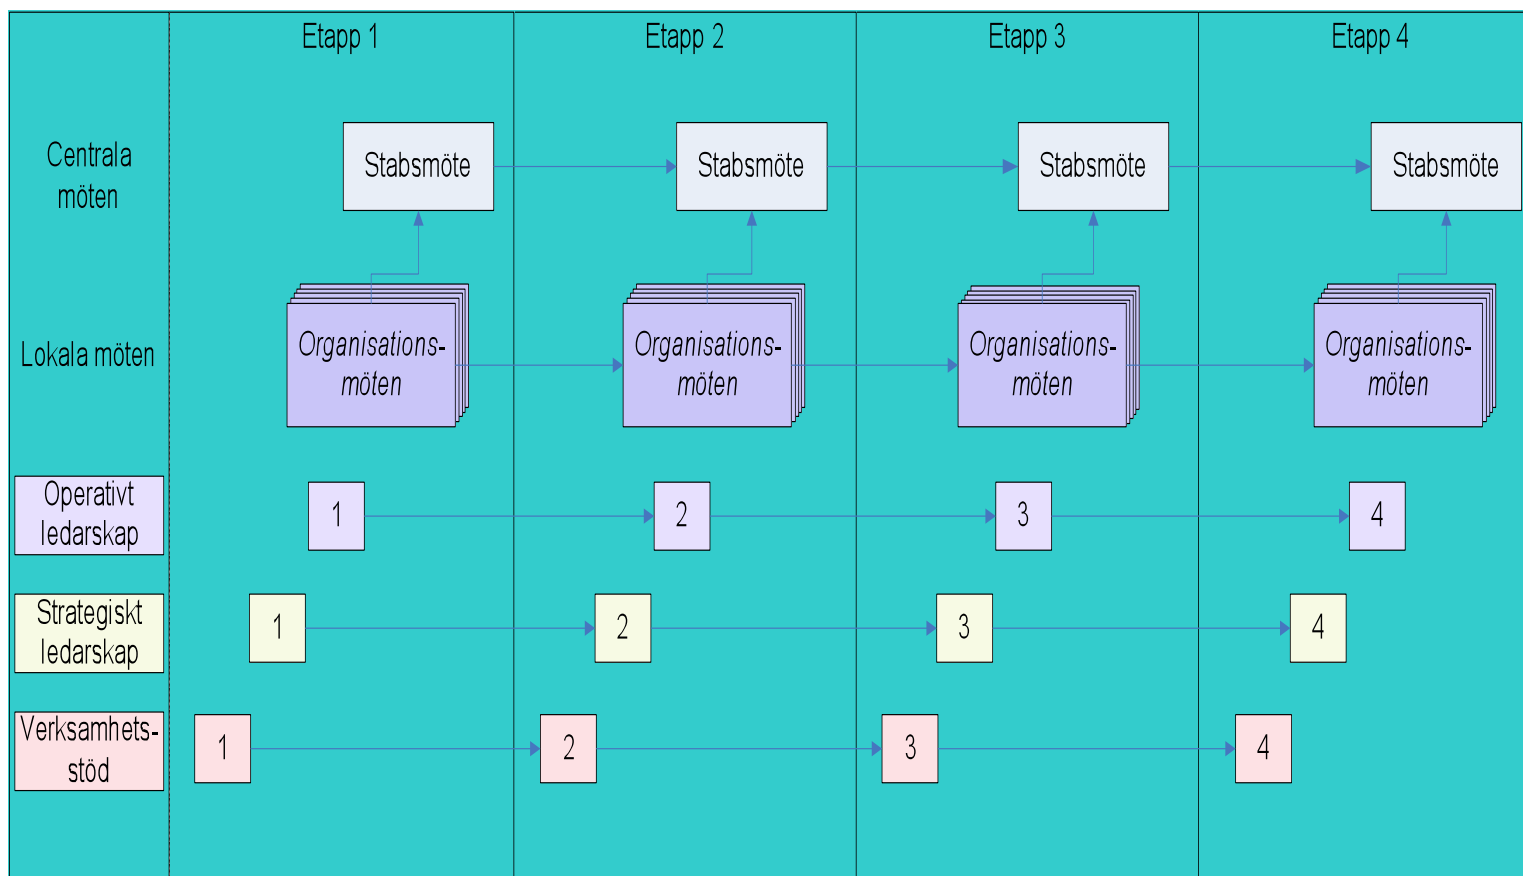 Etapp 1
Etapp 2
Etapp 3
Etapp 4
Centrala
möten
Stabsmöte
Stabsmöte
Stabsmöte
Stabsmöte
Lokala möten
Organisations-
möten
Organisations-
möten
Organisations-
möten
Organisations-
möten
Operativt
ledarskap
1
2
3
4
Strategiskt
ledarskap
1
2
3
4
Verksamhets-
stöd
1
2
3
4